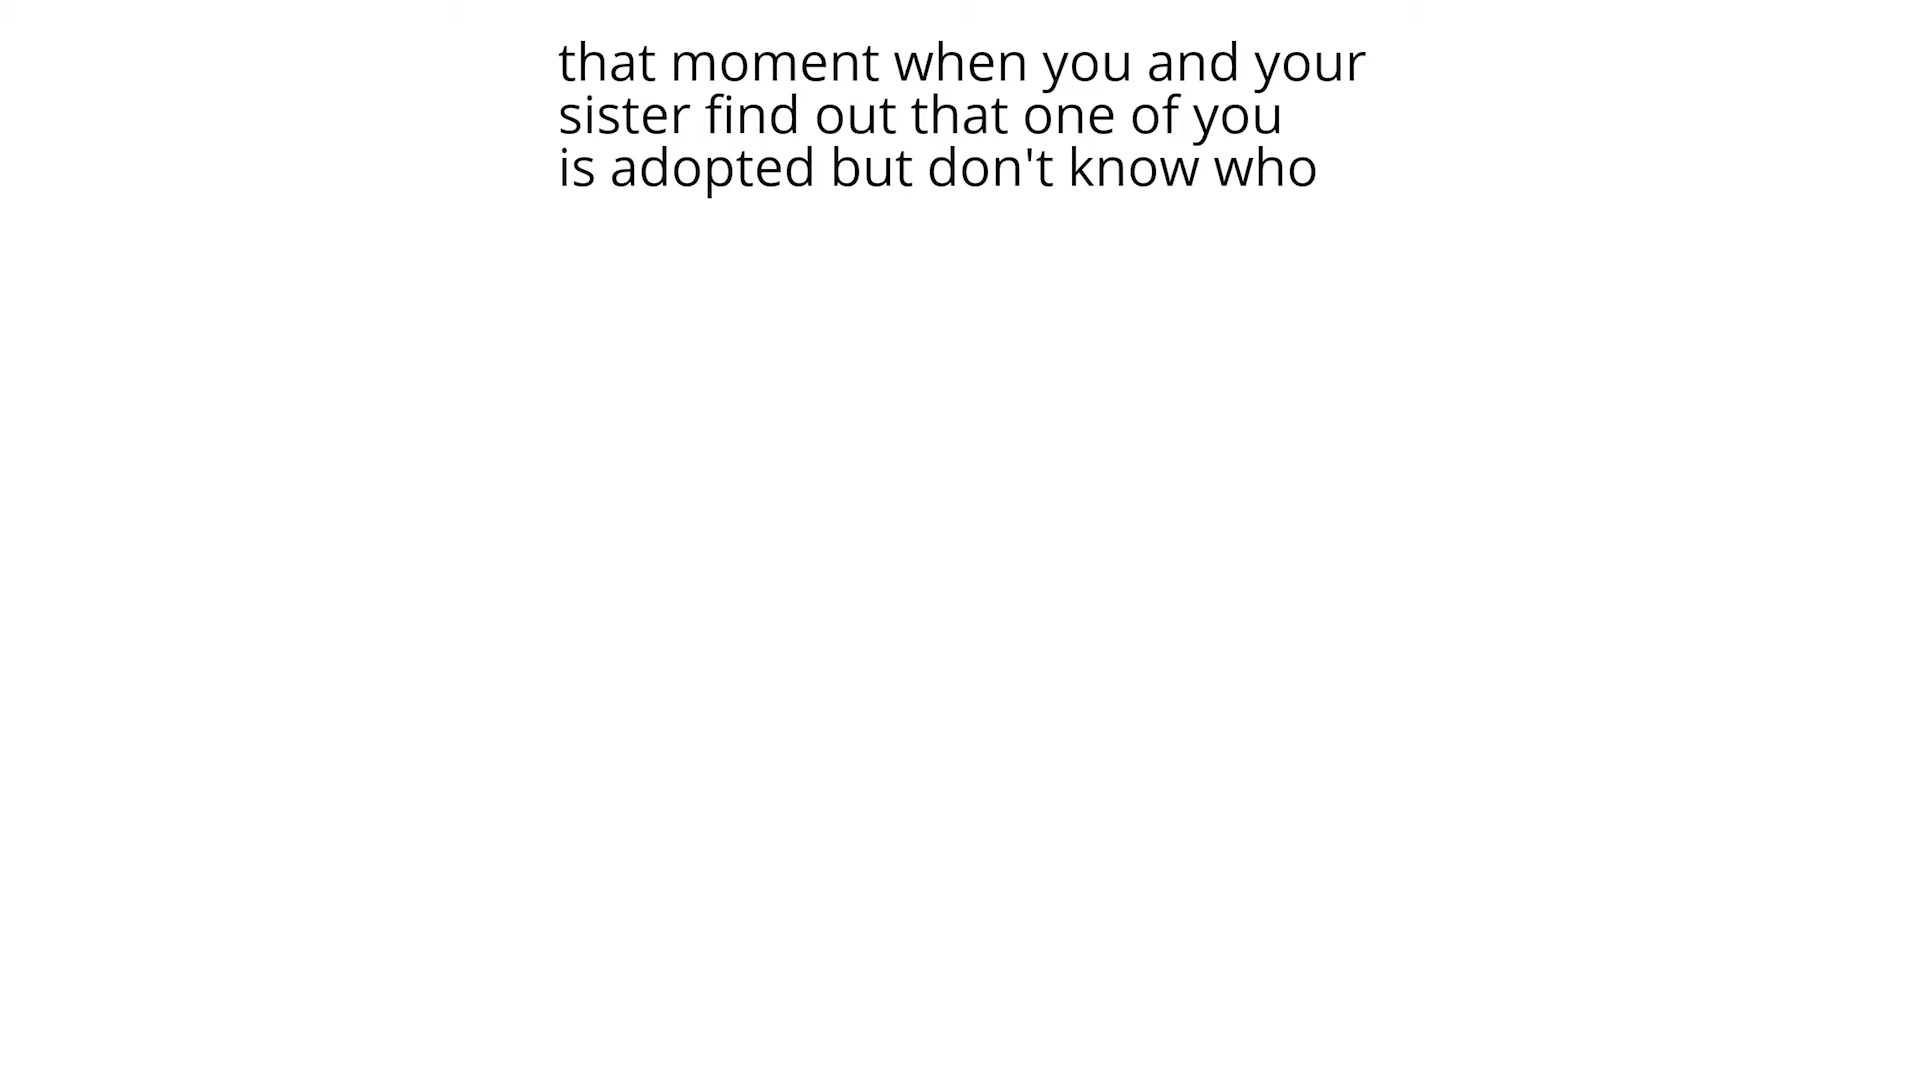 that moment when you and your
sister find out that one of you
is adopted but don't know who